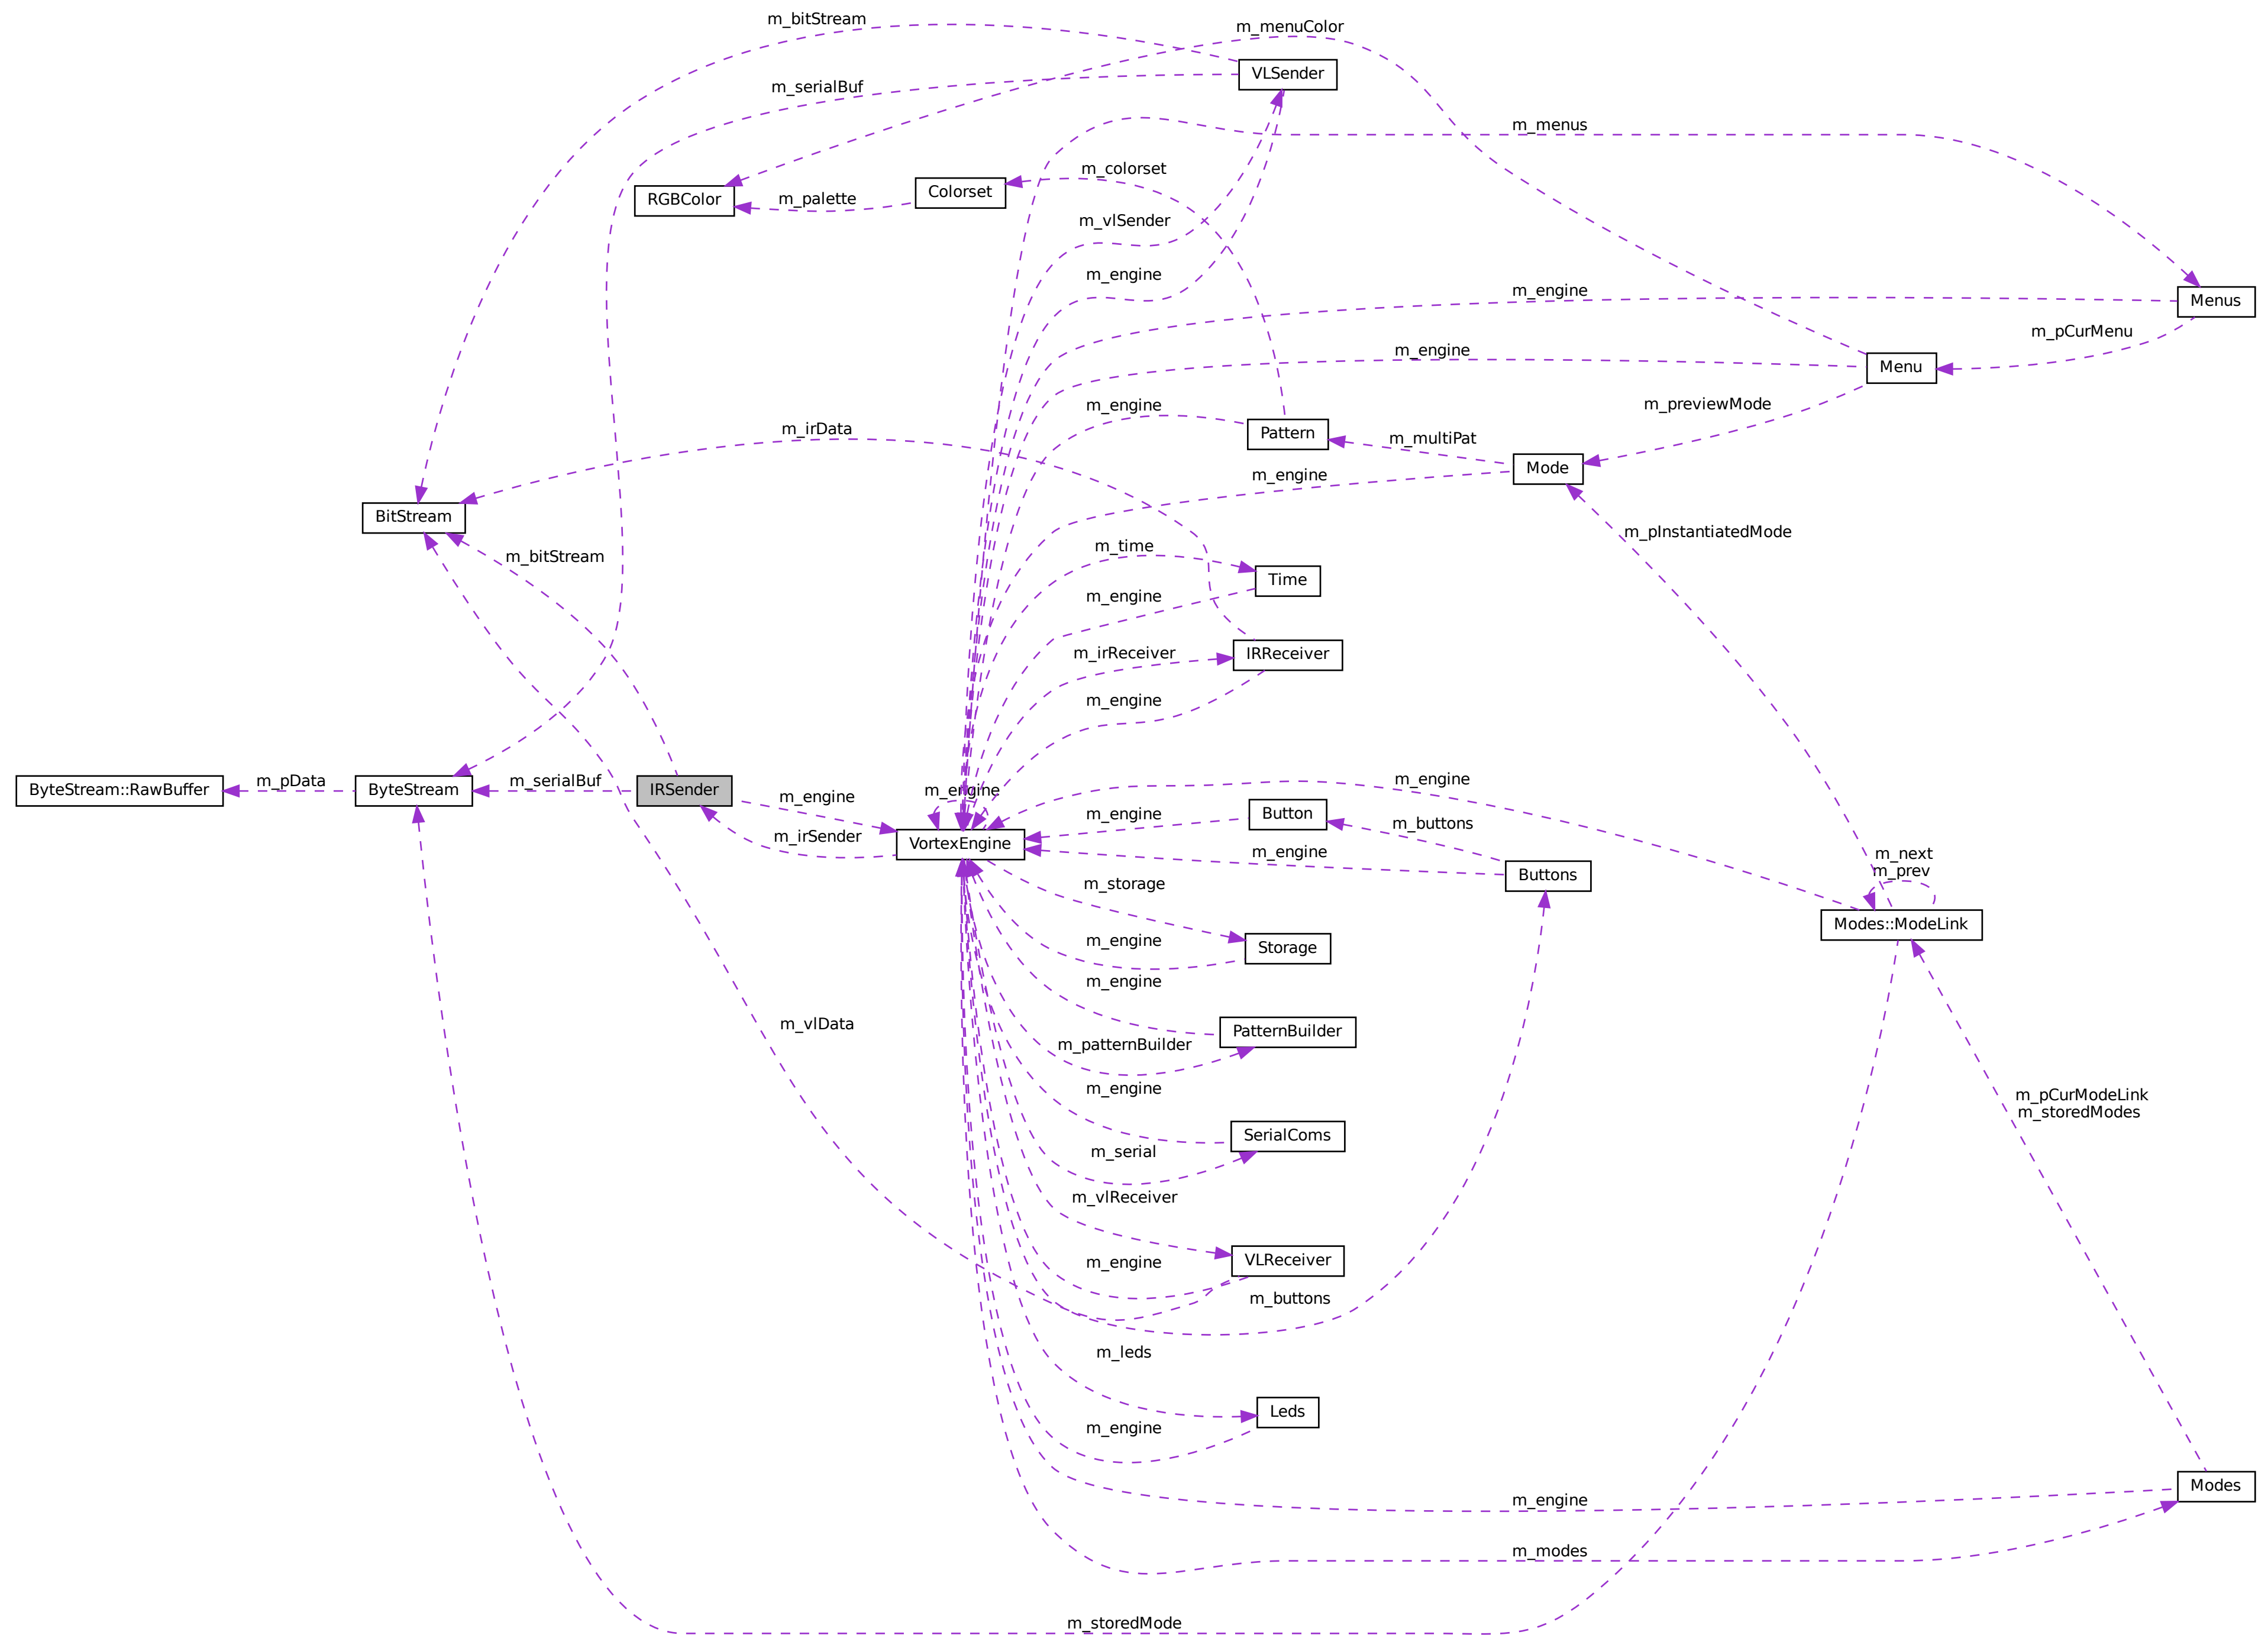 m_bitStream
m_menuColor
VLSender
m_serialBuf
m_menus
m_colorset
RGBColor
m_palette
Colorset
m_vlSender
m_engine
m_engine
Menus
m_pCurMenu
m_engine
Menu
m_previewMode
m_engine
m_irData
Pattern
m_multiPat
Mode
m_engine
BitStream
m_pInstantiatedMode
m_bitStream
m_time
Time
m_engine
m_irReceiver
IRReceiver
m_engine
ByteStream::RawBuffer
m_pData
ByteStream
m_serialBuf
IRSender
m_engine
m_engine
m_engine
m_irSender
VortexEngine
m_engine
Button
m_buttons
m_engine
Buttons
m_next
m_prev
Modes::ModeLink
m_storage
m_engine
Storage
m_engine
m_vlData
PatternBuilder
m_patternBuilder
m_engine
m_pCurModeLink
m_storedModes
SerialComs
m_serial
m_vlReceiver
m_engine
VLReceiver
m_buttons
m_leds
Leds
m_engine
Modes
m_engine
m_modes
m_storedMode